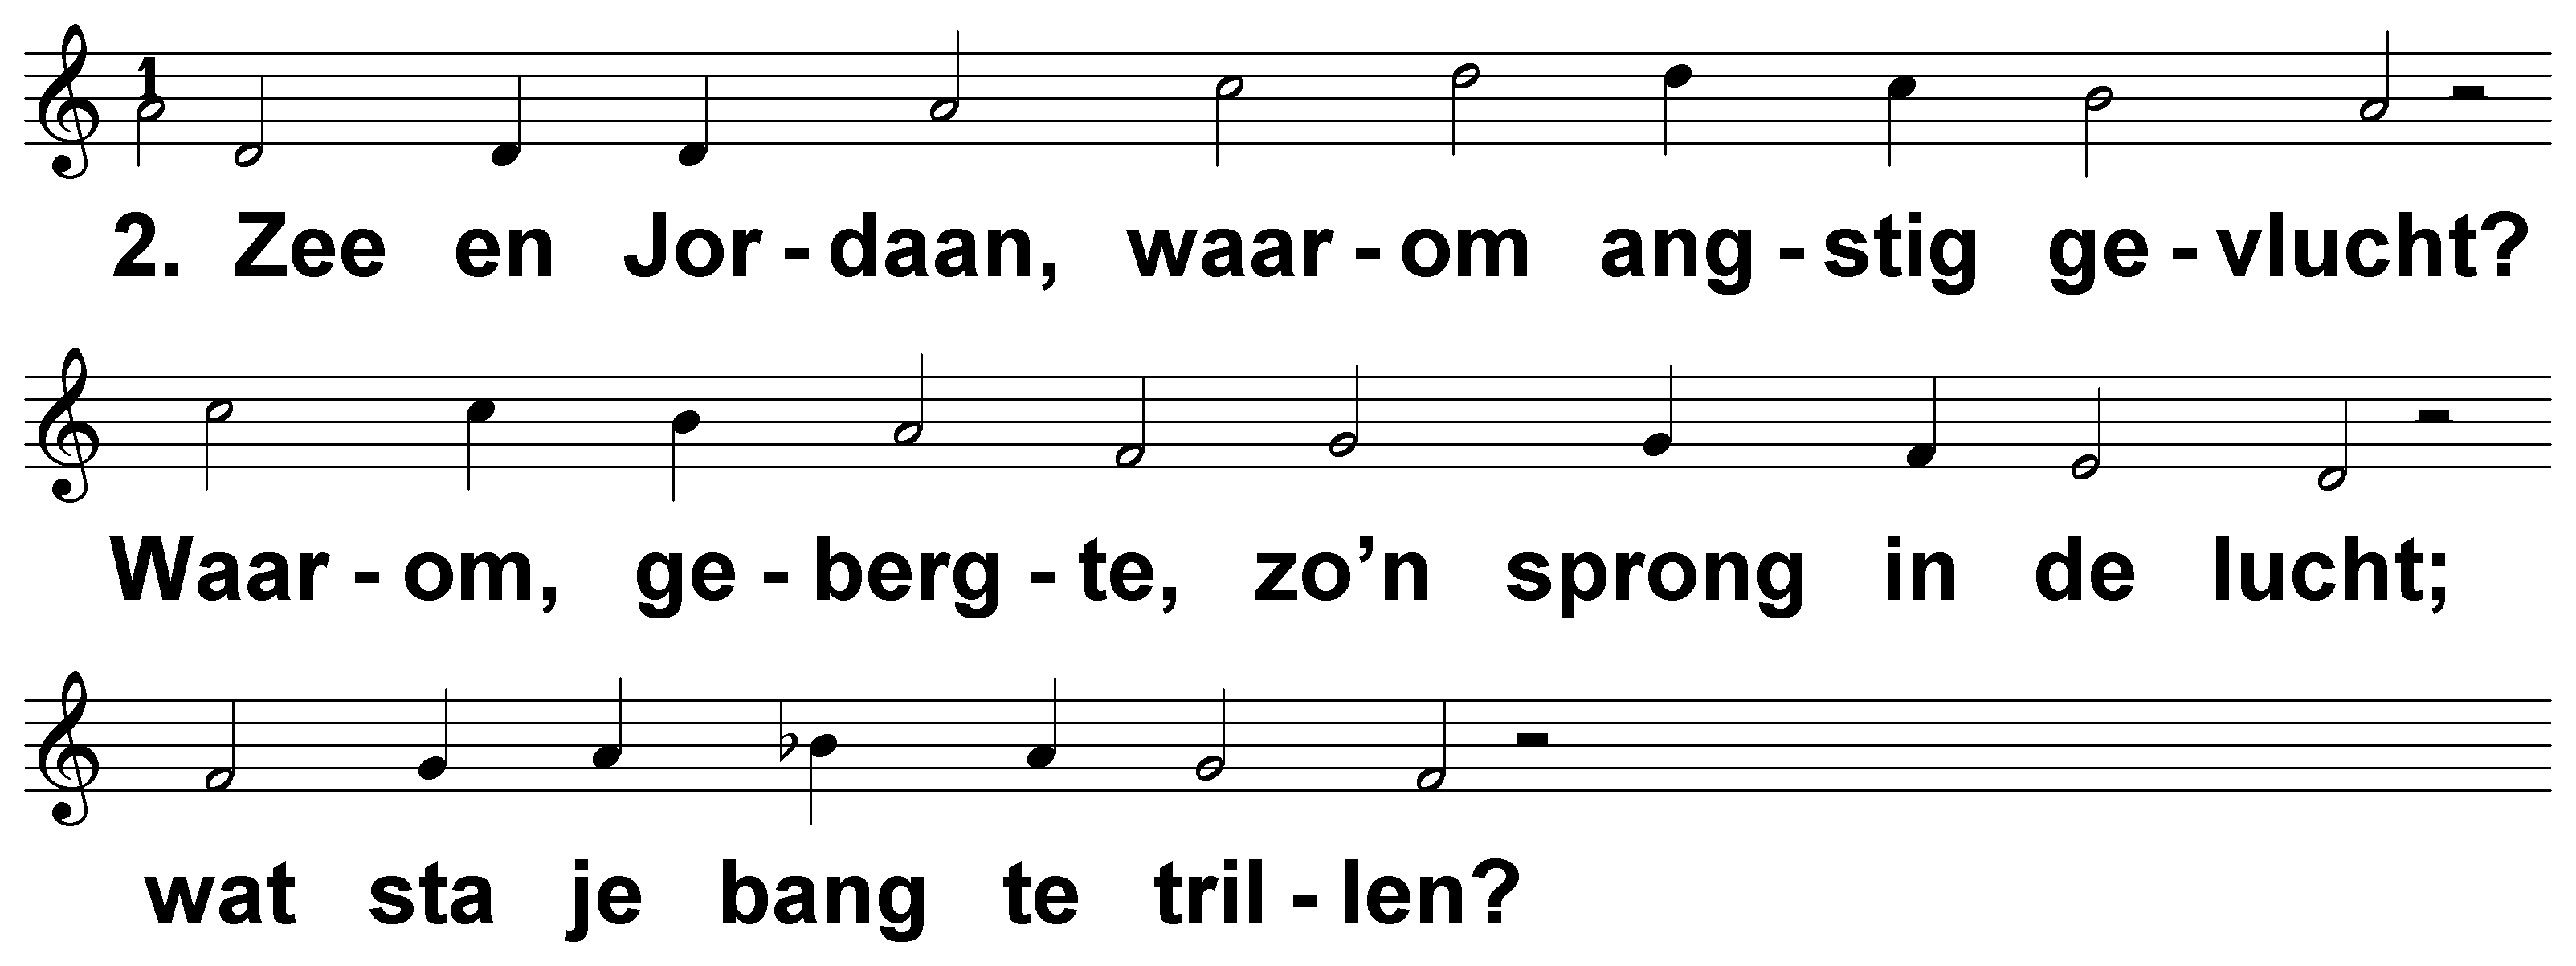 1
2. Zee en Jor-daan, waar-om ang-stig ge-vlucht?
Waar-om, ge-berg-te, zo’n sprong in de lucht;
wat sta je bang te tril-len?